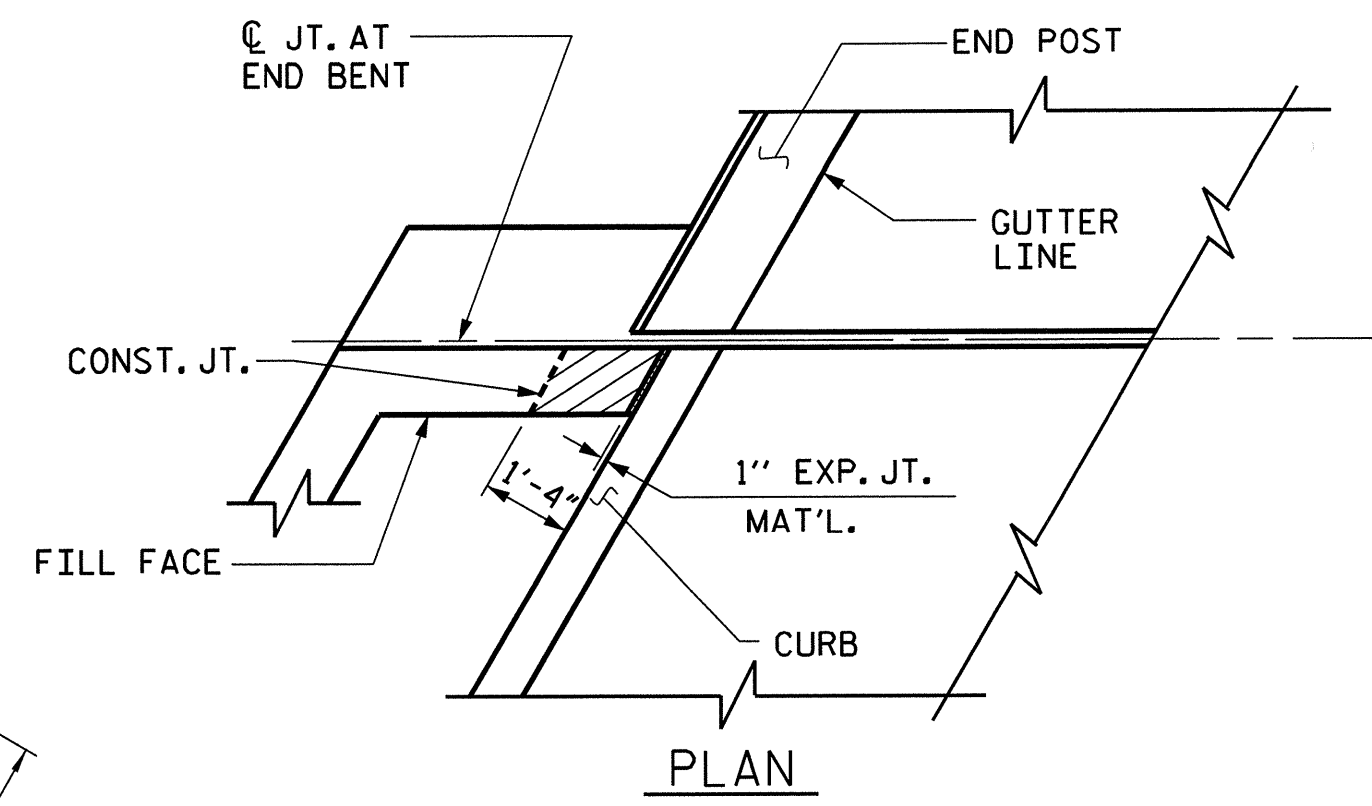 ℄ JT. AT
END BENT
END POST
GUTTER
LINE
CONST. JT.
1'-4"
1" EXP. JT.
MAT'L.
FILL FACE
CURB
PLAN